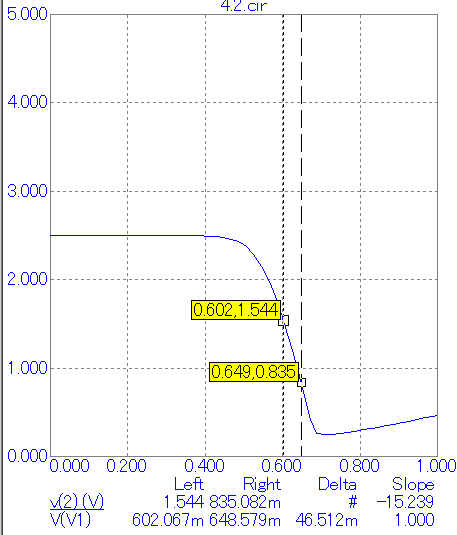 4.2.cir
5.000
4.000
3.000
2.000
1.000
0.000
0.602,1.544
0.649,0.835
0.000 0.200 0.400 0.600 0.800 1.000
Left Right Delta Slope
v(2) (V) 1.544 835.082m # -15.239
V(V1) 602.067m 648.579m 46.512m 1.000